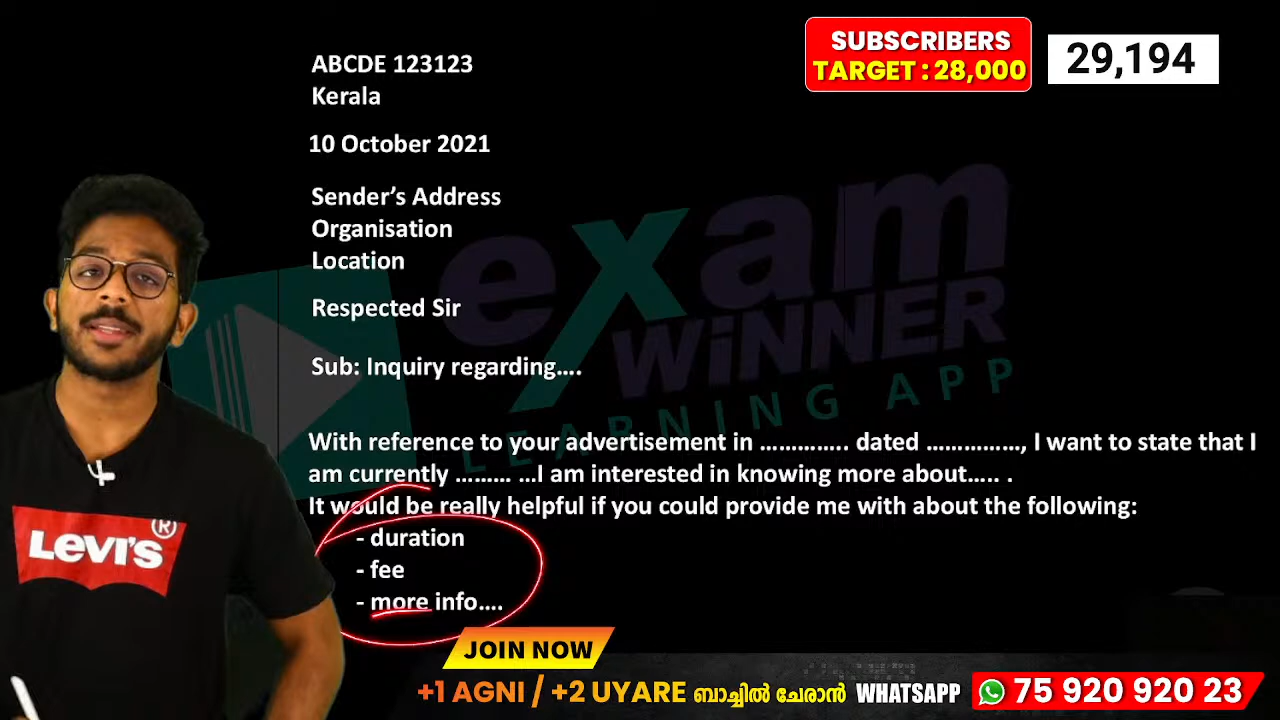 SUBSCRIBERS
TARGET : 28,000
29,194
ABCDE 123123
Kerala
10 October 2021
Sender's Address
Organisation
Location
Respected Sir
Sub: Inquiry regarding....
exam
WiNNER
LEARNING APP
With reference to your advertisement in .............. dated ..............., I want to state that I
am currently ......... ...I am interested in knowing more about..... .
It would be really helpful if you could provide me with about the following:
- duration
- fee
- more info....
LEVI'S ®
JOIN NOW
+1 AGNI / +2 UYARE ബാച്ചിൽ ചേരാൻ WHATSAPP 75 920 920 23